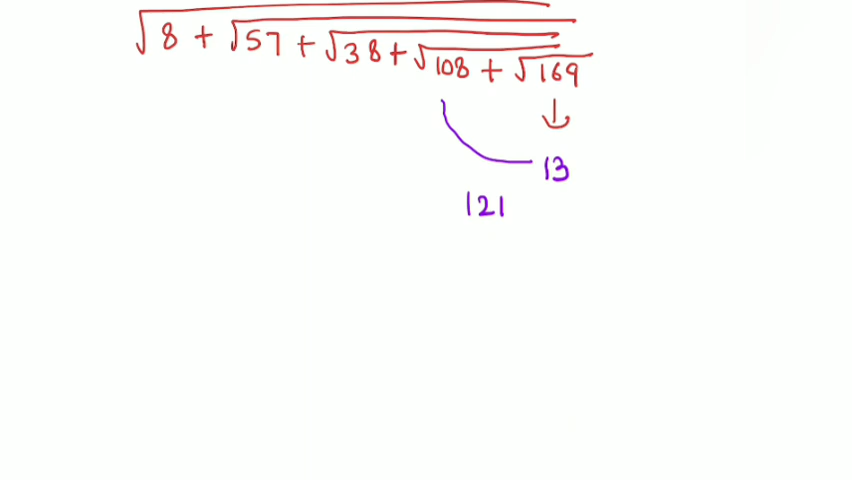 √8 + √57 + √38 + √108 + √169
13
121